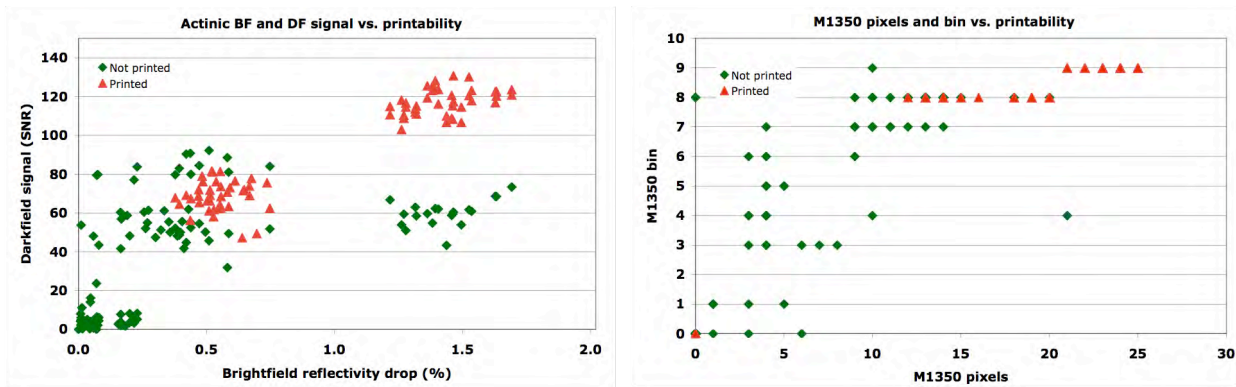 Actinic BF and DF signal vs. printability
140
120
100
80
60
40
20
0
Darkfield signal (SNR)
Not printed
Printed
0.0 0.5 1.0 1.5 2.0
Brightfield reflectivity drop (%)
M1350 pixels and bin vs. printability
10
9
8
7
6
5
4
3
2
1
0
M1350 bin
Not printed
Printed
0 5 10 15 20 25 30
M1350 pixels